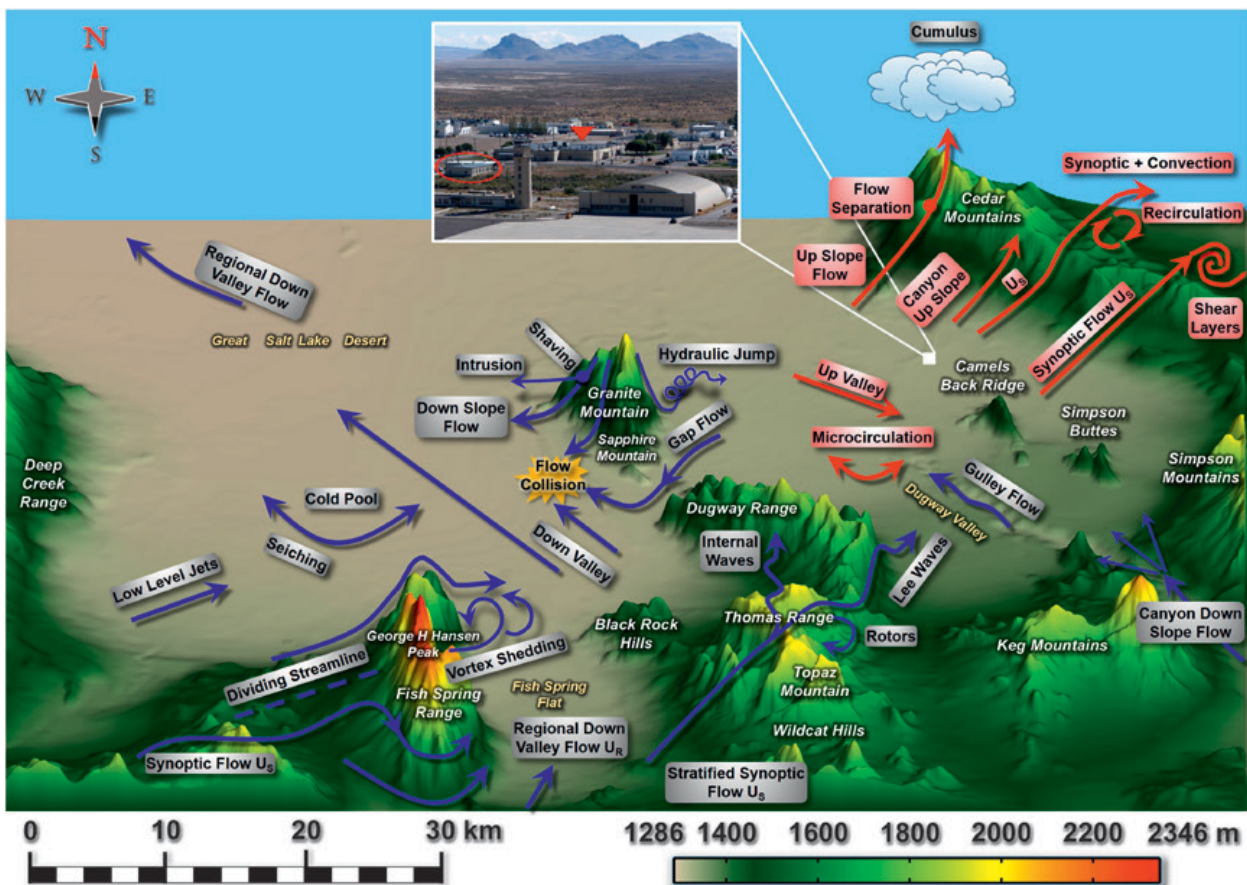 N
W
E
S
Cumulus
Synoptic + Convection
Flow
Separation
Cedar
Mountains
Recirculation
Regional Down
Valley Flow
Up Slope
Flow
Canyon
Up Slope
Us
Synoptic Flow Us
Shear
Layers
Great Salt Lake Desert
Shaving
Intrusion
Hydraulic Jump
Granite
Mountain
Down Slope
Flow
Up Valley
Camels
Back Ridge
Gap Flow
Simpson
Buttes
Sapphire
Mountain
Microcirculation
Simpson
Mountains
Deep
Creek
Range
Flow
Collision
Gulley Flow
Cold Pool
Dugway Range
Dugway Valley
Seiching
Down Valley
Internal
Waves
Lee Waves
Low Level Jets
Black Rock
Hills
Thomas Range
Rotors
Canyon Down
Slope Flow
George H Hansen
Peak
Keg Mountains
Vortex Shedding
Dividing Streamline
Topaz
Mountain
Fish Spring
Range
Fish Spring
Flat
Wildcat Hills
Regional Down
Valley Flow UR
Synoptic Flow Us
Stratified Synoptic
Flow Us
0 10 20 30 km
1286 1400 1600 1800 2000 2200 2346 m